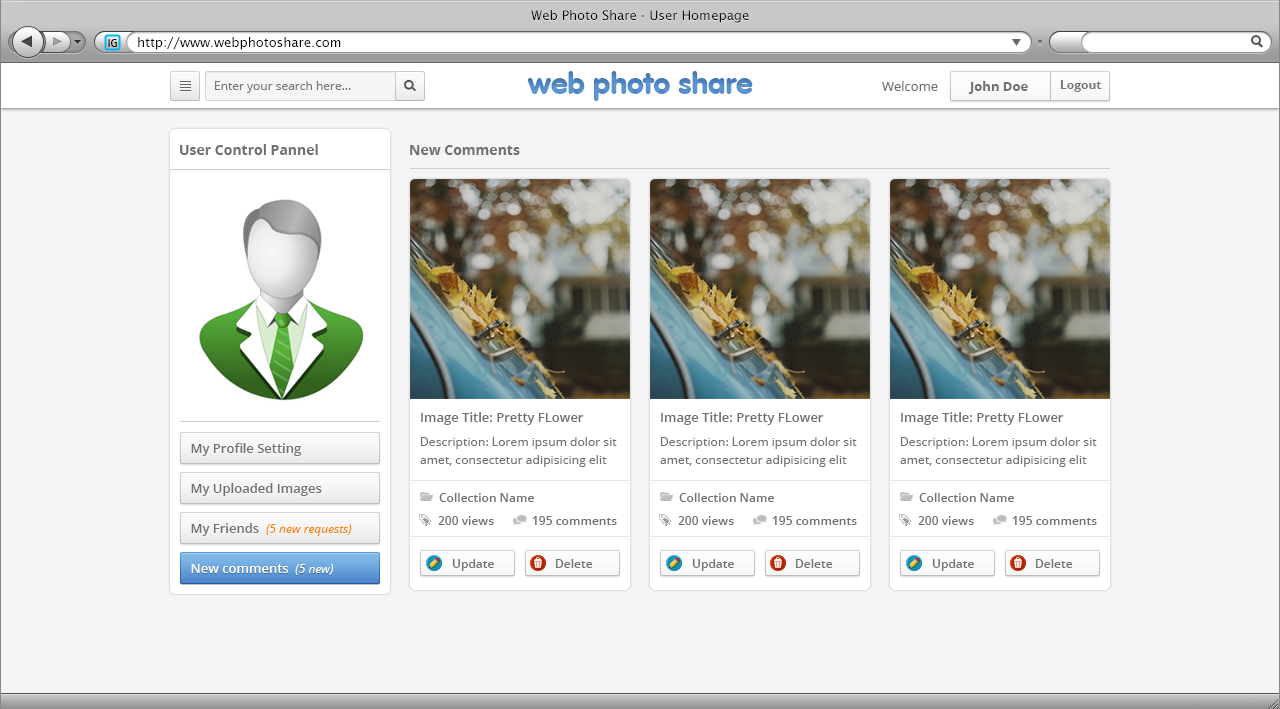 Web Photo Share - User Homepage
IG http://www.webphotoshare.com
Enter your search here...
web photo share
Welcome John Doe Logout
User Control Pannel
My Profile Setting
My Uploaded Images
My Friends (5 new requests)
New comments (5 new)
New Comments
Image Title: Pretty FLower
Description: Lorem ipsum dolor sit
amet, consectetur adipisicing elit
Collection Name
200 views 195 comments
Update Delete
Image Title: Pretty FLower
Description: Lorem ipsum dolor sit
amet, consectetur adipisicing elit
Collection Name
200 views 195 comments
Update Delete
Image Title: Pretty FLower
Description: Lorem ipsum dolor sit
amet, consectetur adipisicing elit
Collection Name
200 views 195 comments
Update Delete